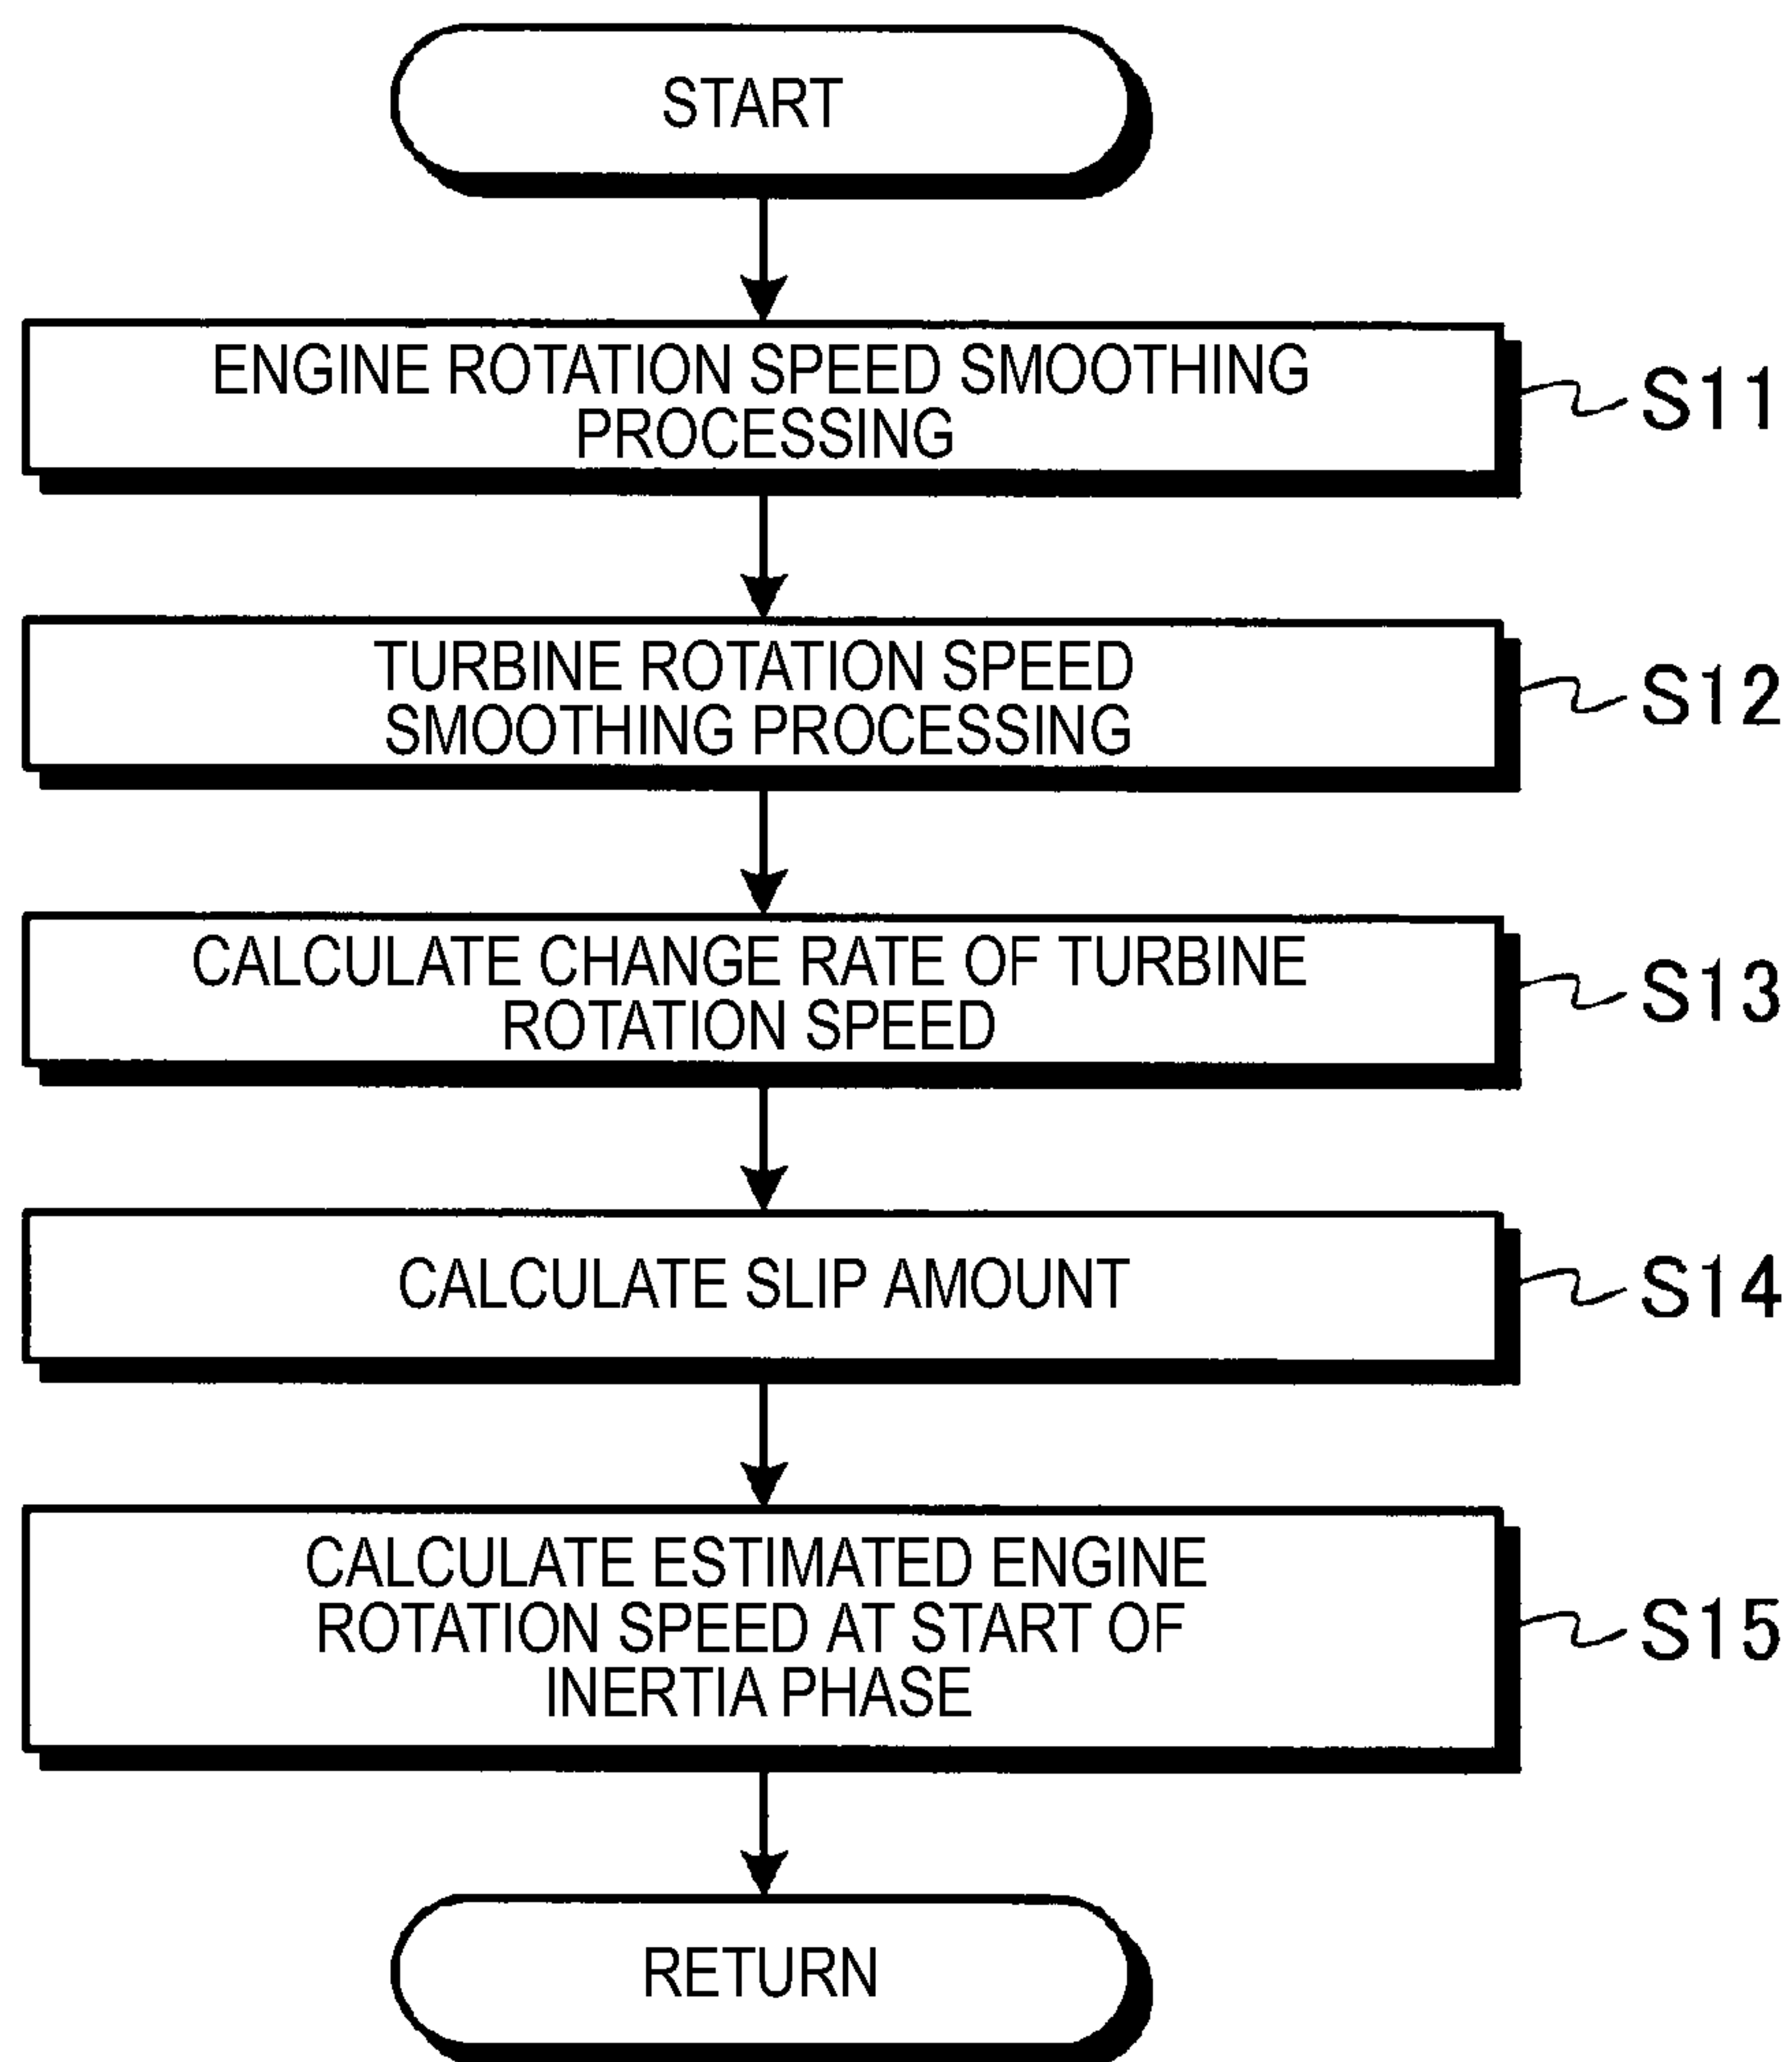 START
ENGINE ROTATION SPEED SMOOTHING
PROCESSING
S11
TURBINE ROTATION SPEED
SMOOTHING PROCESSING
S12
CALCULATE CHANGE RATE OF TURBINE
ROTATION SPEED
S13
CALCULATE SLIP AMOUNT
S14
CALCULATE ESTIMATED ENGINE
ROTATION SPEED AT START OF
INERTIA PHASE
S15
RETURN